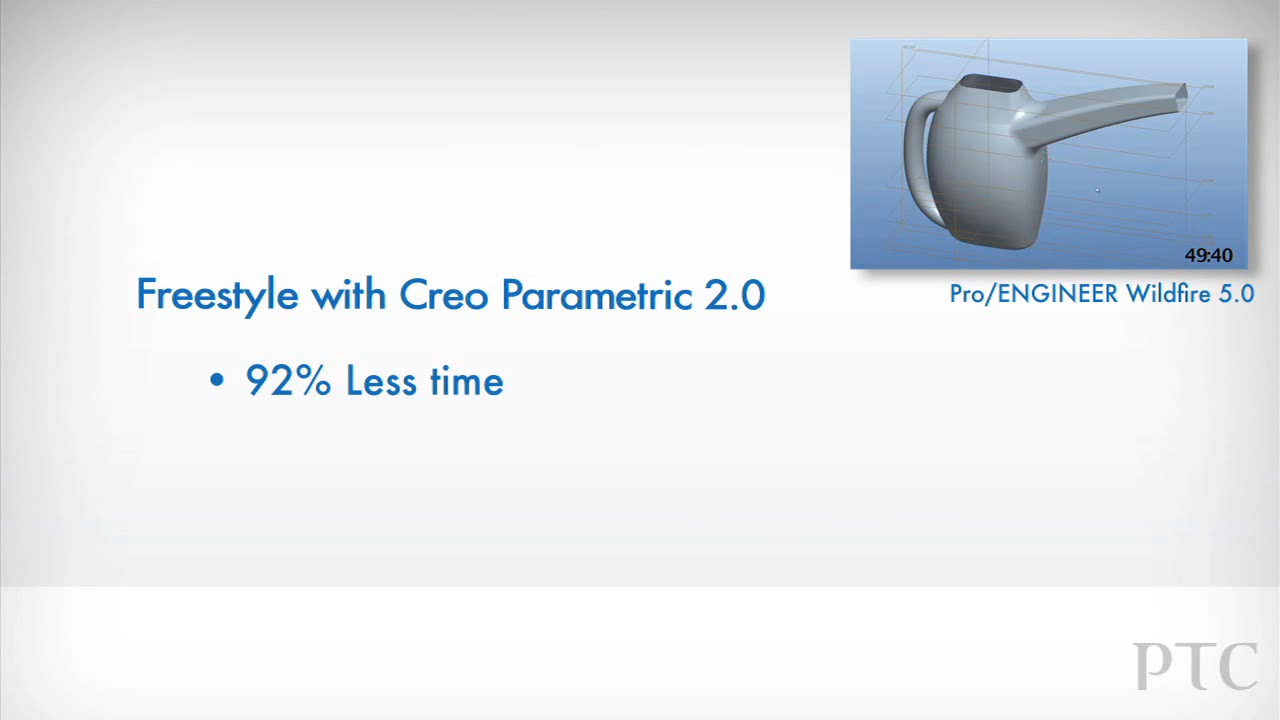 49:40
Pro/ENGINEER Wildfire 5.0
Freestyle with Creo Parametric 2.0
• 92% Less time
PTC